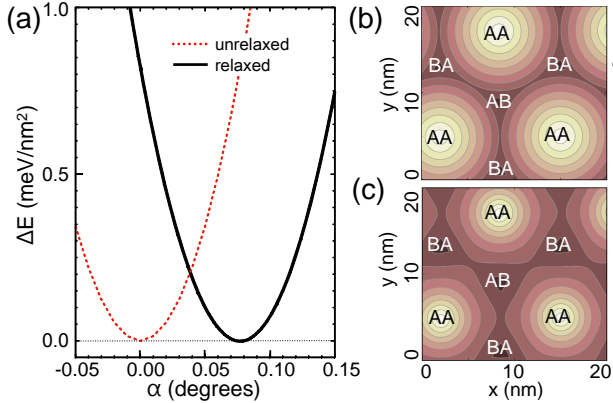 (a)
unrelaxed
relaxed
ΔE (meV/nm²)
1.0
0.5
0.0
-0.05
0.00
0.05
0.10
0.15
α (degrees)
(b)
y (nm)
20
10
0
AA
BA
BA
AB
AA
AA
BA
(c)
y (nm)
20
10
0
AA
BA
BA
AB
AA
AA
BA
0
10
20
x (nm)